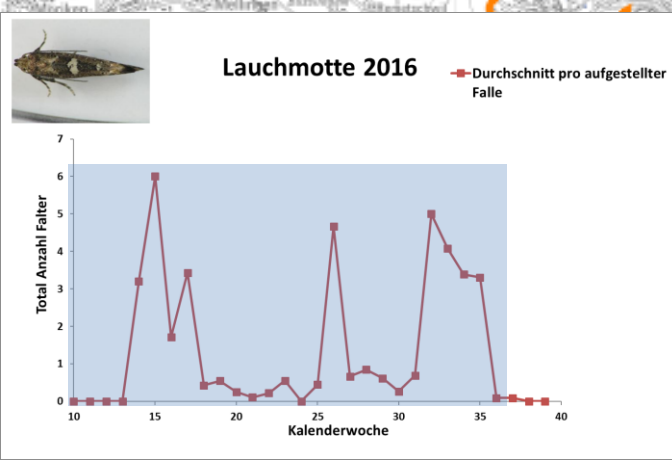 Lauchmotte 2016
Durchschnitt pro aufgestellter
Falle
Total Anzahl Falter
7
6
5
4
3
2
1
0
10 15 20 25 30 35 40
Kalenderwoche